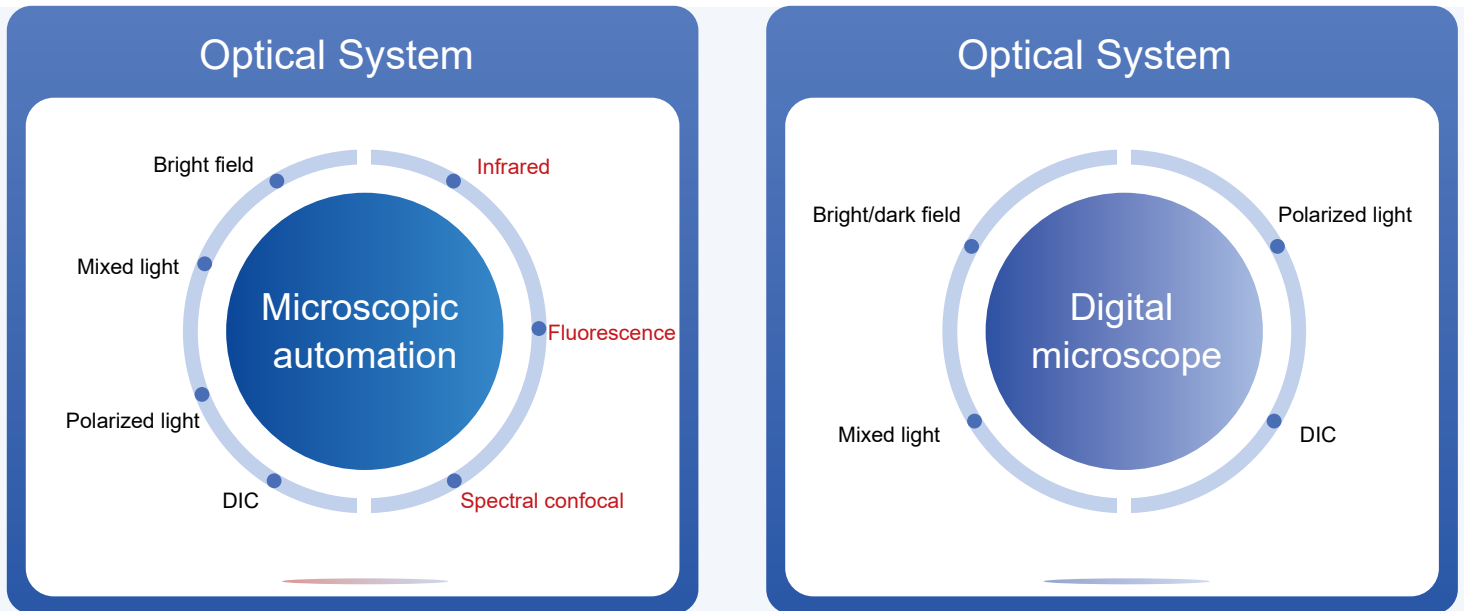 Optical System
Bright field
Infrared
Mixed light
Microscopic
automation
Fluorescence
Polarized light
DIC
Spectral confocal
Optical System
Bright/dark field
Polarized light
Digital
microscope
Mixed light
DIC